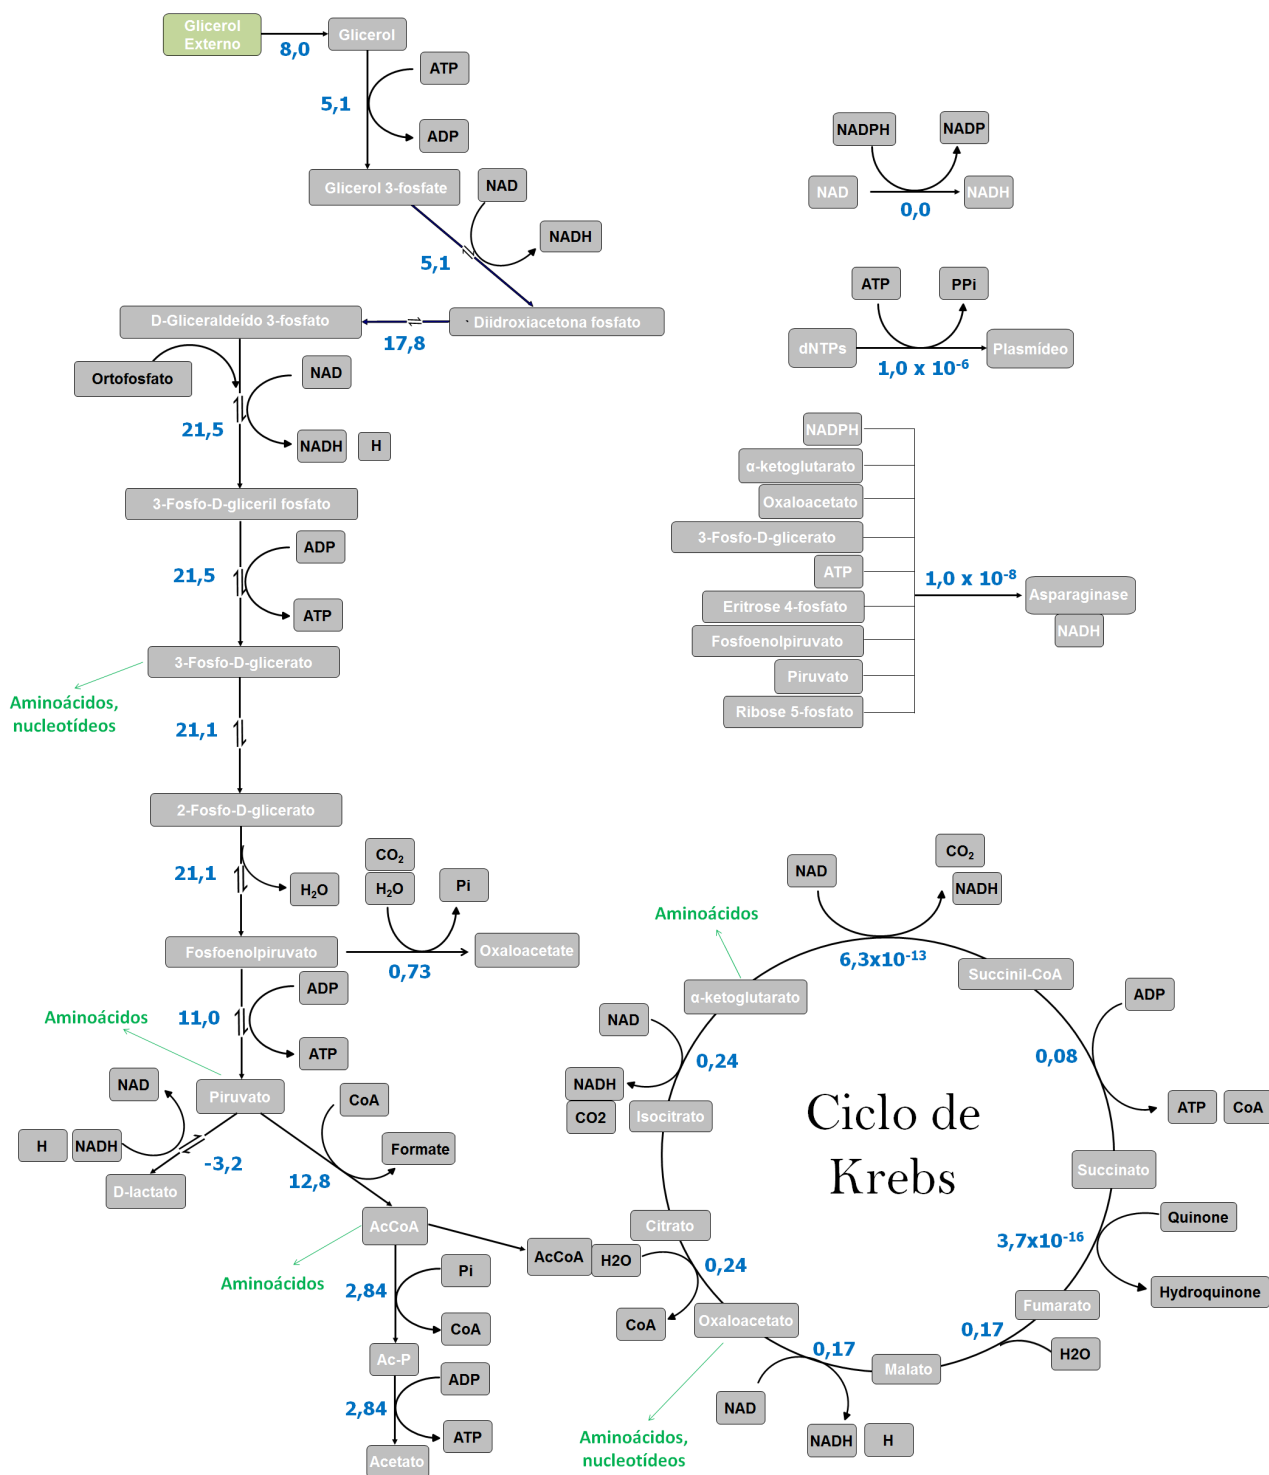 Glicerol
Externo
8,0
Glicerol
ATP
5,1
ADP
Glicerol 3-fosfate
NAD
NADH
5,1
D-Gliceraldeído 3-fosfato
17,8
Diidroxiacetona fosfato
Ortofosfato
NAD
21,5
NADH
H
3-Fosfo-D-gliceril fosfato
ADP
21,5
ATP
3-Fosfo-D-glicerato
Aminoácidos,
nucleotídeos
21,1
2-Fosfo-D-glicerato
21,1
H₂O
CO₂
H₂O
Pi
Fosfoenolpiruvato
0,73
Oxaloacetate
ADP
11,0
ATP
Aminoácidos
Piruvato
NAD
H
NADH
-3,2
D-lactato
CoA
Formate
12,8
AcCoA
Aminoácidos
Pi
2,84
CoA
Ac-P
ADP
2,84
ATP
Acetato
NADPH
NADP
NAD
NADH
0,0
ATP
PPi
dNTPs
Plasmídeo
1,0 x 10⁻⁶
NADPH
α-ketoglutarato
Oxaloacetato
3-Fosfo-D-glicerato
ATP
Eritrose 4-fosfato
Fosfoenolpiruvato
Piruvato
Ribose 5-fosfato
1,0 x 10⁻⁸
Asparaginase
NADH
Ciclo de
Krebs
AcCoA
H2O
0,24
CoA
Citrato
Isocitrato
NAD
0,24
NADH
CO2
α-ketoglutarato
Aminoácidos
NAD
CO₂
NADH
6,3x10⁻¹³
Succinil-CoA
ADP
0,08
ATP
CoA
Succinato
Quinone
3,7x10⁻¹⁶
Hydroquinone
Fumarato
0,17
H2O
Malato
0,17
NAD
NADH
H
Oxaloacetato
Aminoácidos,
nucleotídeos